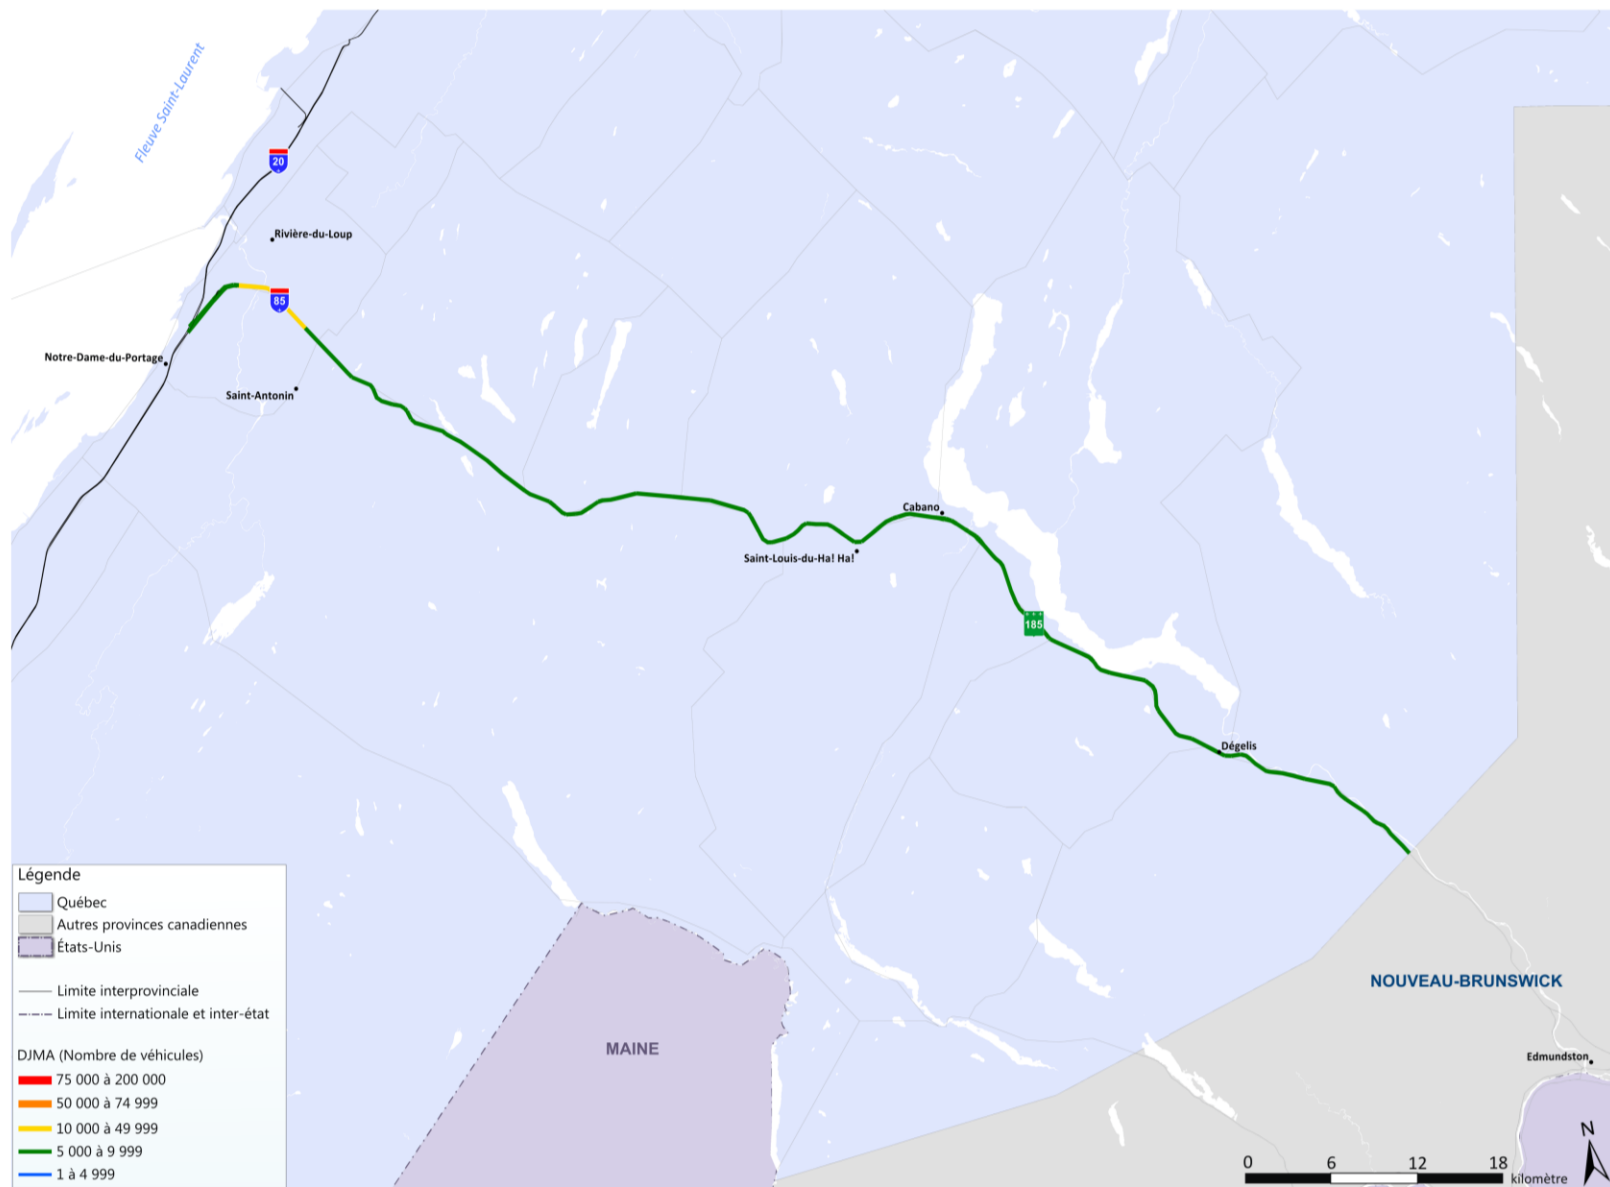 Fleuve Saint-Laurent
20
Rivière-du-Loup
85
Notre-Dame-du-Portage
Saint-Antonin
Cabano
Saint-Louis-du-Ha! Ha!
185
Dégelis
NOUVEAU-BRUNSWICK
MAINE
Edmundston
Légende
Québec
Autres provinces canadiennes
États-Unis
Limite interprovinciale
Limite internationale et inter-état
DJMA (Nombre de véhicules)
75 000 à 200 000
50 000 à 74 999
10 000 à 49 999
5 000 à 9 999
1 à 4 999
N
0 6 12 18
kilomètre